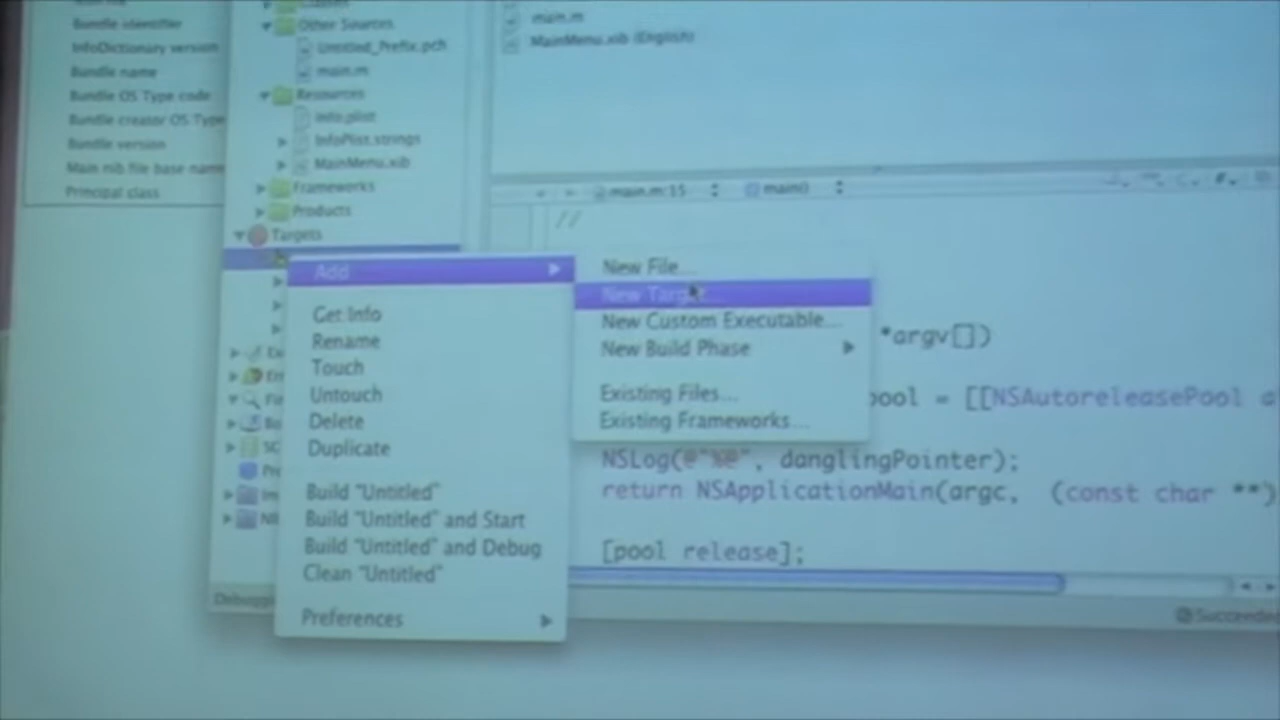 Bundle identifier
InfoDictionary version
Bundle name
Bundle OS Type code
Bundle creator OS Type
Bundle version
Main nib file base name
Principal class
Classes
Other Sources
Untitled_Prefix.pch
main.m
Resources
Info.plist
InfoPlist.strings
MainMenu.xib
Frameworks
Products
Targets
main.m
MainMenu.xib (English)
main.m:15
main()
//
Add
Get Info
Rename
Touch
Untouch
Delete
Duplicate
Build "Untitled"
Build "Untitled" and Start
Build "Untitled" and Debug
Clean "Untitled"
Preferences
New File...
New Target...
New Custom Executable...
New Build Phase
Existing Files...
Existing Frameworks...
*argv[])
pool = [[NSAutoreleasePool a
NSLog(@"%@", danglingPointer);
return NSApplicationMain(argc, (const char **)
[pool release];
Succeeded